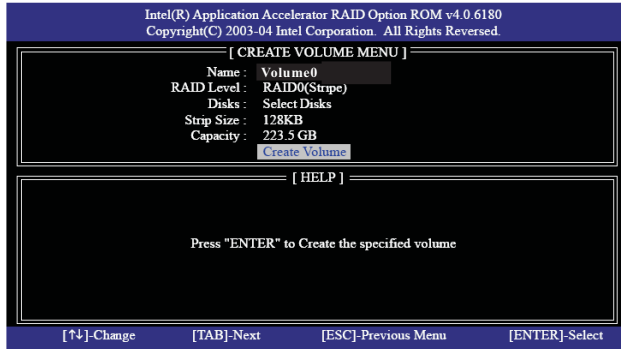 Intel(R) Application Accelerator RAID Option ROM v4.0.6180
Copyright(C) 2003-04 Intel Corporation. All Rights Reversed.
[ CREATE VOLUME MENU ]
Name : Volume0
RAID Level : RAID0(Stripe)
Disks : Select Disks
Strip Size : 128KB
Capacity : 223.5 GB
Create Volume
[ HELP ]
Press "ENTER" to Create the specified volume
[↑↓]-Change [TAB]-Next [ESC]-Previous Menu [ENTER]-Select